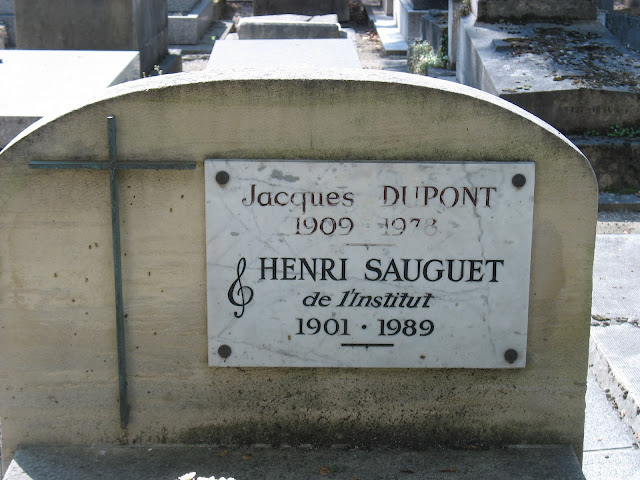 Jacques DUPONT
1909 1978
HENRI SAUGUET
de l'Institut
1901 · 1989